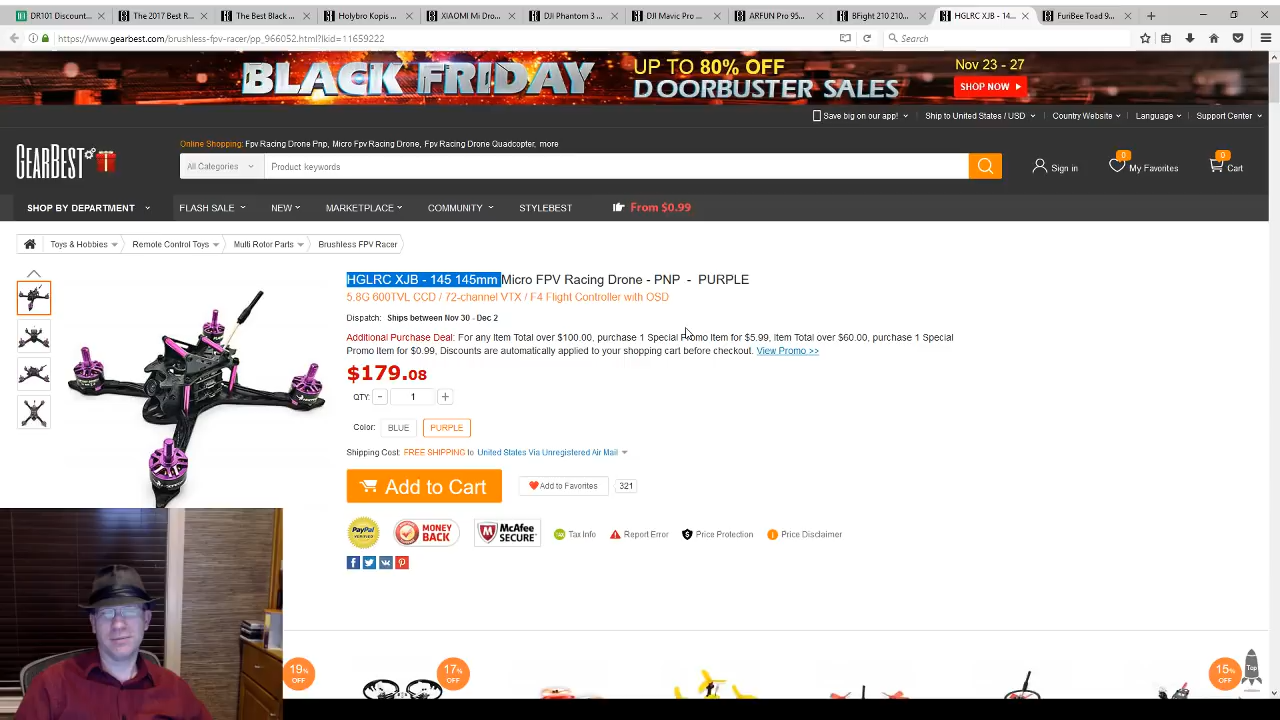 DR101 Discount...
The 2017 Best R...
The Best Black ...
Holybro Kopis ...
XIAOMI Mi Dro...
DJI Phantom 3 ...
DJI Mavic Pro ...
ARFUN Pro 95...
BFight 210 210...
HGLRC XJB - 14...
FuriBee Toad 9...
https://www.gearbest.com/brushless-fpv-racer/pp_966052.html?lkid=11659222
Search
BLACK FRIDAY
UP TO 80% OFF
DOORBUSTER SALES
Nov 23 - 27
SHOP NOW
Save big on our app!
Ship to United States / USD
Country Website
Language
Support Center
GEARBEST
Online Shopping: Fpv Racing Drone Pnp, Micro Fpv Racing Drone, Fpv Racing Drone Quadcopter, more
All Categories
Product keywords
Sign in
0
My Favorites
0
Cart
SHOP BY DEPARTMENT
FLASH SALE
NEW
MARKETPLACE
COMMUNITY
STYLEBEST
From $0.99
Toys & Hobbies
Remote Control Toys
Multi Rotor Parts
Brushless FPV Racer
HGLRC XJB - 145 145mm Micro FPV Racing Drone - PNP - PURPLE
5.8G 600TVL CCD / 72-channel VTX / F4 Flight Controller with OSD
Dispatch: Ships between Nov 30 - Dec 2
Additional Purchase Deal: For any Item Total over $100.00, purchase 1 Special Promo Item for $5.99, Item Total over $60.00, purchase 1 Special
Promo Item for $0.99, Discounts are automatically applied to your shopping cart before checkout. View Promo >>
$179.08
QTY: - 1 +
Color: BLUE PURPLE
Shipping Cost: FREE SHIPPING to United States Via Unregistered Air Mail
Add to Cart
Add to Favorites
321
PayPal VERIFIED
MONEY BACK
McAfee SECURE
TAX Tax Info
Report Error
Price Protection
Price Disclaimer
19% OFF
17% OFF
15% OFF
Top